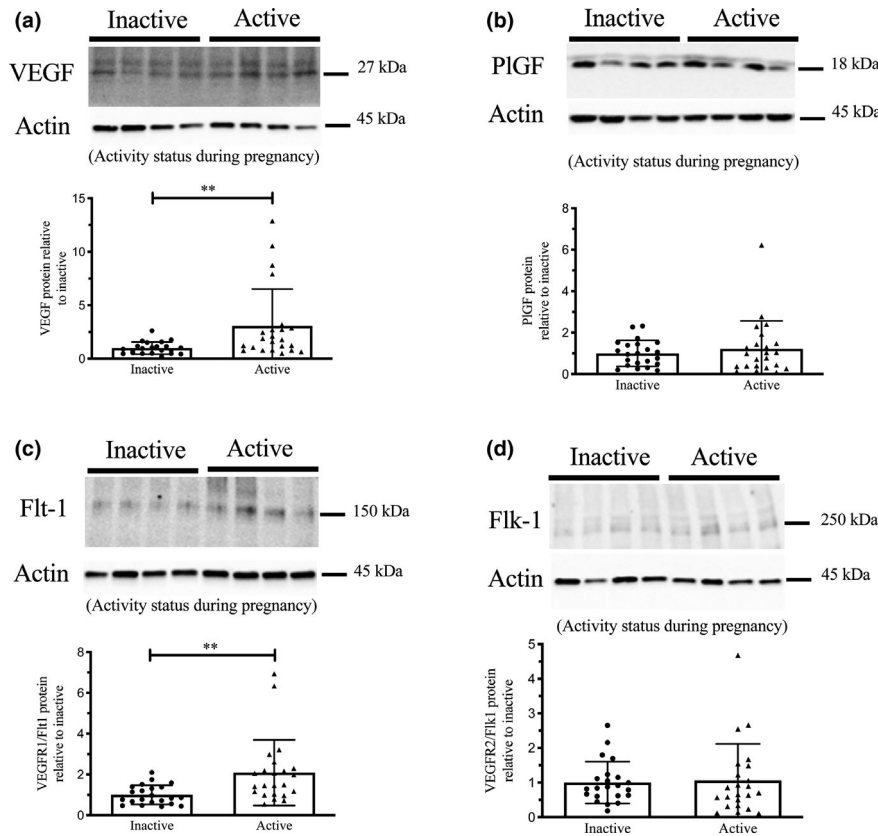 (a)
Inactive Active
VEGF
27 kDa
Actin
45 kDa
(Activity status during pregnancy)
**
15
10
5
0
VEGF protein relative
to inactive
Inactive Active
(b)
Inactive Active
PlGF
18 kDa
Actin
45 kDa
(Activity status during pregnancy)
8
6
4
2
0
PlGF protein
relative to inactive
Inactive Active
(c)
Inactive Active
Flt-1
150 kDa
Actin
45 kDa
(Activity status during pregnancy)
**
8
6
4
2
0
VEGFR1/Flt1 protein
relative to inactive
Inactive Active
(d)
Inactive Active
Flk-1
250 kDa
Actin
45 kDa
(Activity status during pregnancy)
5
4
3
2
1
0
VEGFR2/Flk1 protein
relative to inactive
Inactive Active